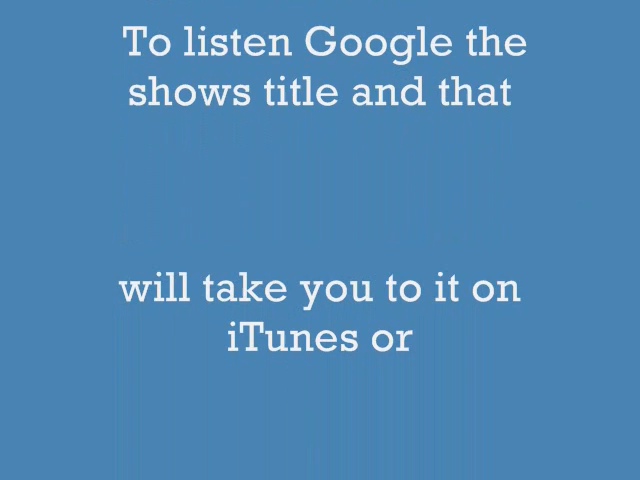 To listen Google the
shows title and that
will take you to it on
iTunes or